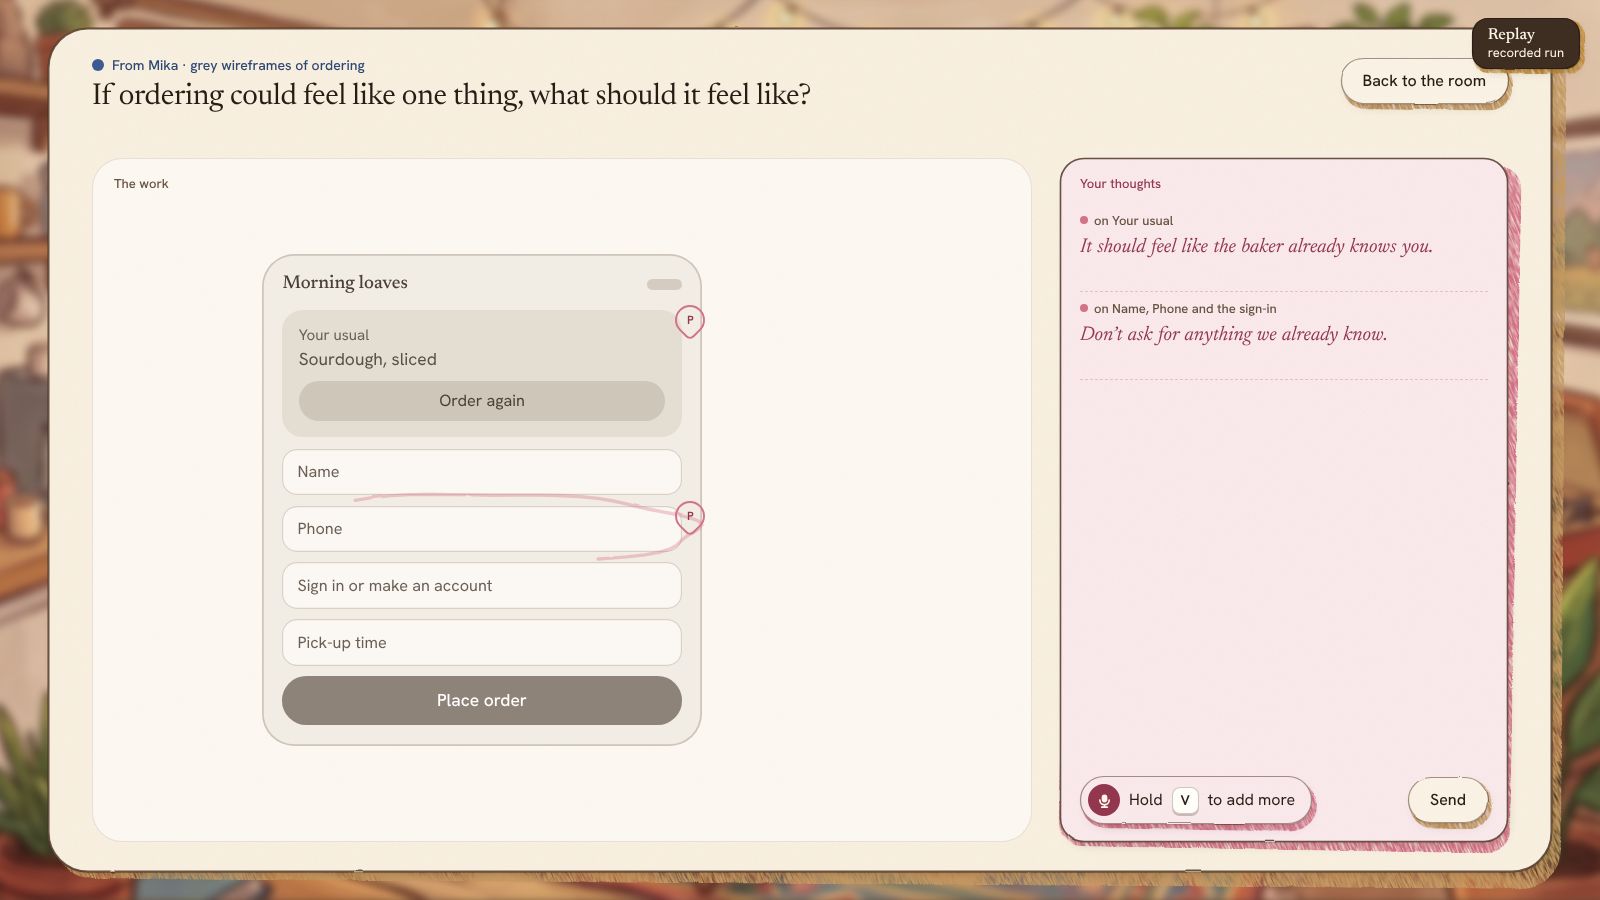 Replay
recorded run
From Mika · grey wireframes of ordering
If ordering could feel like one thing, what should it feel like?
Back to the room
The work
Morning loaves
Your usual
Sourdough, sliced
Order again
Name
Phone
Sign in or make an account
Pick-up time
Place order
P
P
Your thoughts
on Your usual
It should feel like the baker already knows you.
on Name, Phone and the sign-in
Don’t ask for anything we already know.
Hold V to add more
Send